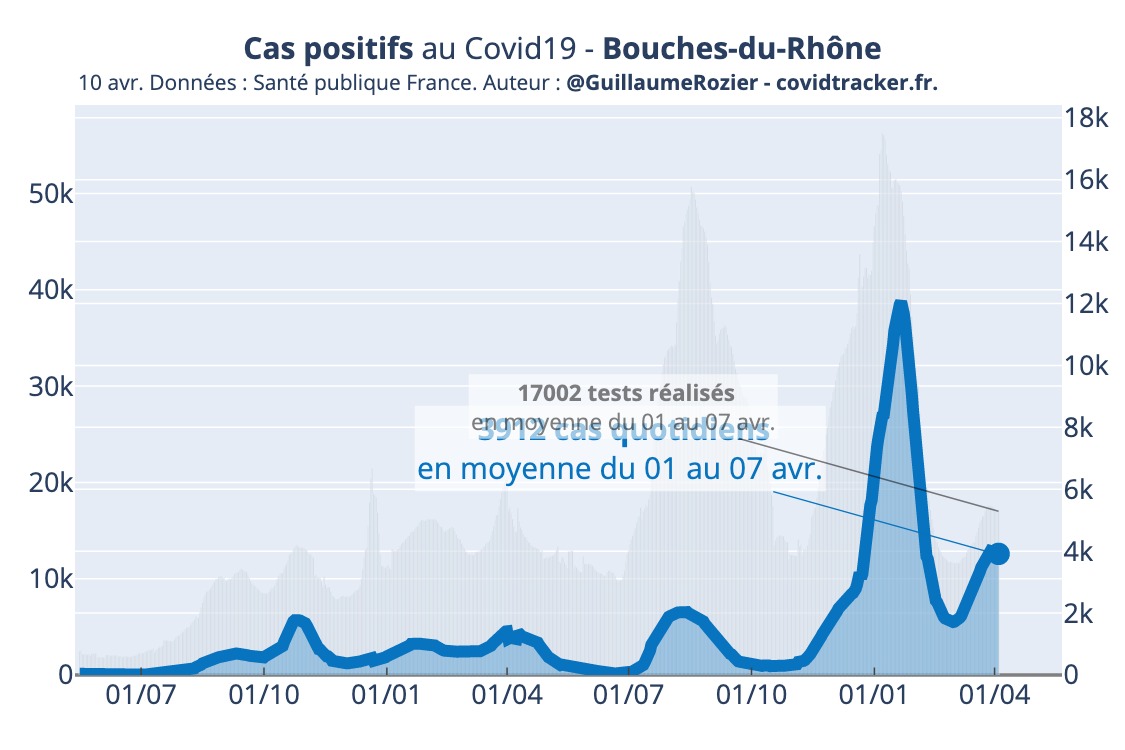 Cas positifs au Covid19 - Bouches-du-Rhône
10 avr. Données : Santé publique France. Auteur : @GuillaumeRozier - covidtracker.fr.
18k
16k
14k
12k
10k
8k
6k
4k
2k
0
50k
40k
30k
20k
10k
0
17002 tests réalisés
en moyenne du 01 au 07 avr.
3912 cas quotidiens
en moyenne du 01 au 07 avr.
01/07
01/10
01/01
01/04
01/07
01/10
01/01
01/04